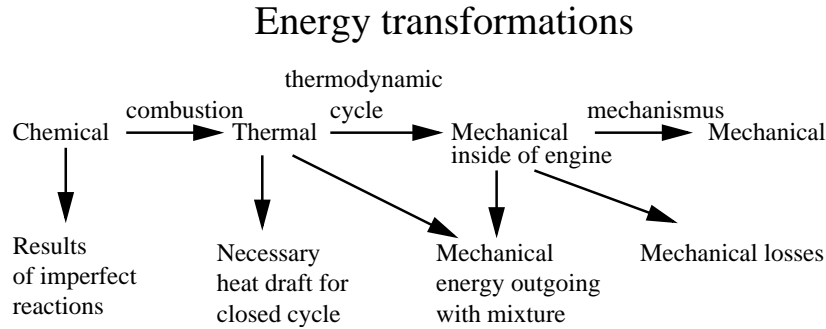 Energy transformations
thermodynamic
combustion cycle mechanismus
Chemical Thermal Mechanical Mechanical
inside of engine
Results Necessary Mechanical Mechanical losses
of imperfect heat draft for energy outgoing
reactions closed cycle with mixture